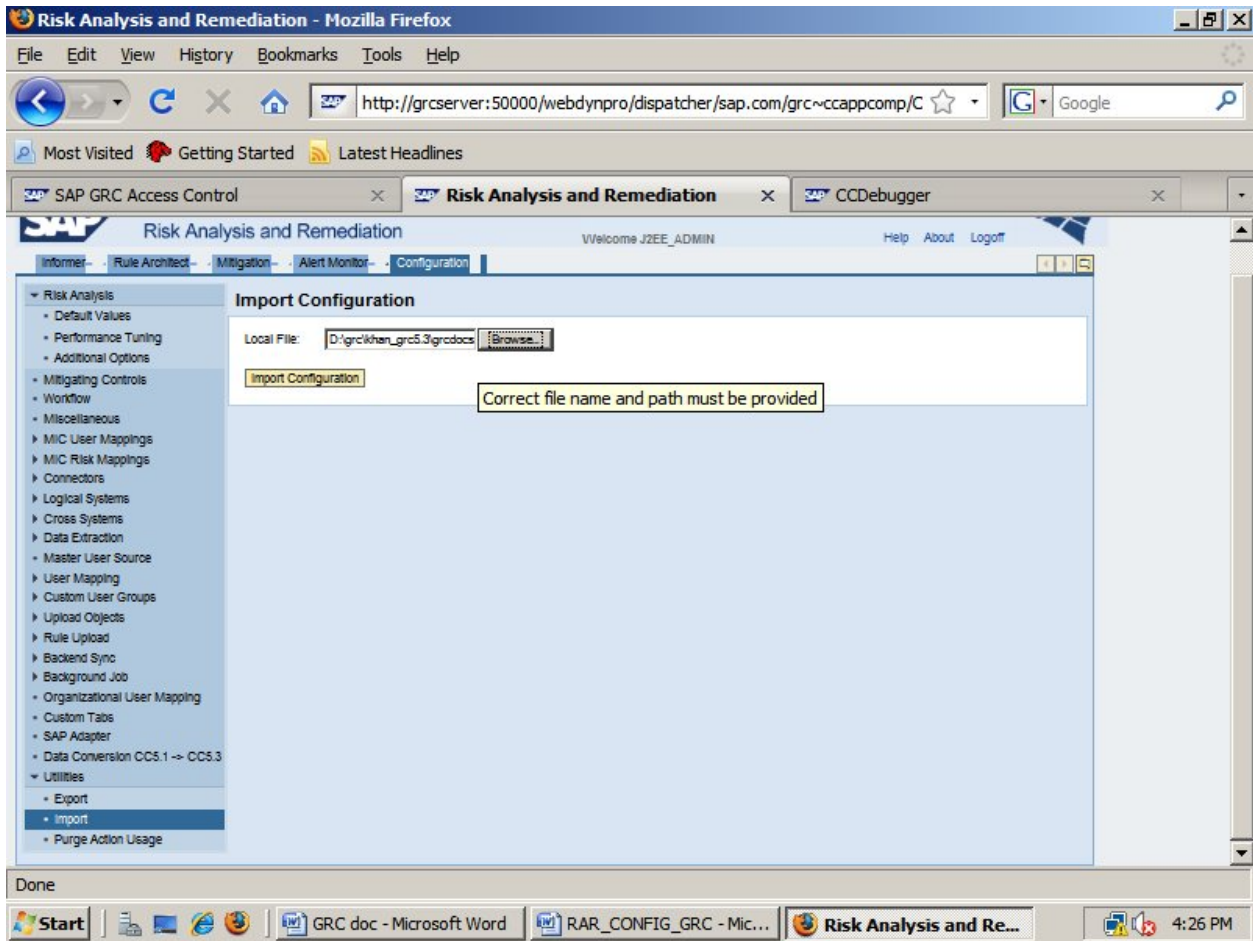 Risk Analysis and Remediation - Mozilla Firefox
File Edit View History Bookmarks Tools Help
http://grcserver:50000/webdynpro/dispatcher/sap.com/grc~ccappcomp/C
G Google
Most Visited Getting Started Latest Headlines
SAP GRC Access Control
Risk Analysis and Remediation
CCDebugger
SAP Risk Analysis and Remediation Welcome J2EE_ADMIN Help About Logoff
Informer Rule Architect Mitigation Alert Monitor Configuration
Risk Analysis
Default Values
Performance Tuning
Additional Options
Mitigating Controls
Workflow
Miscellaneous
MIC User Mappings
MIC Risk Mappings
Connectors
Logical Systems
Cross Systems
Data Extraction
Master User Source
User Mapping
Custom User Groups
Upload Objects
Rule Upload
Backend Sync
Background Job
Organizational User Mapping
Custom Tabs
SAP Adapter
Data Conversion CC5.1 -> CC5.3
Utilities
Export
Import
Purge Action Usage
Import Configuration
Local File: D:\grc\khan_grc5.3\grcdocs Browse...
Import Configuration
Correct file name and path must be provided
Done
Start GRC doc - Microsoft Word RAR_CONFIG_GRC - Mic... Risk Analysis and Re... 4:26 PM